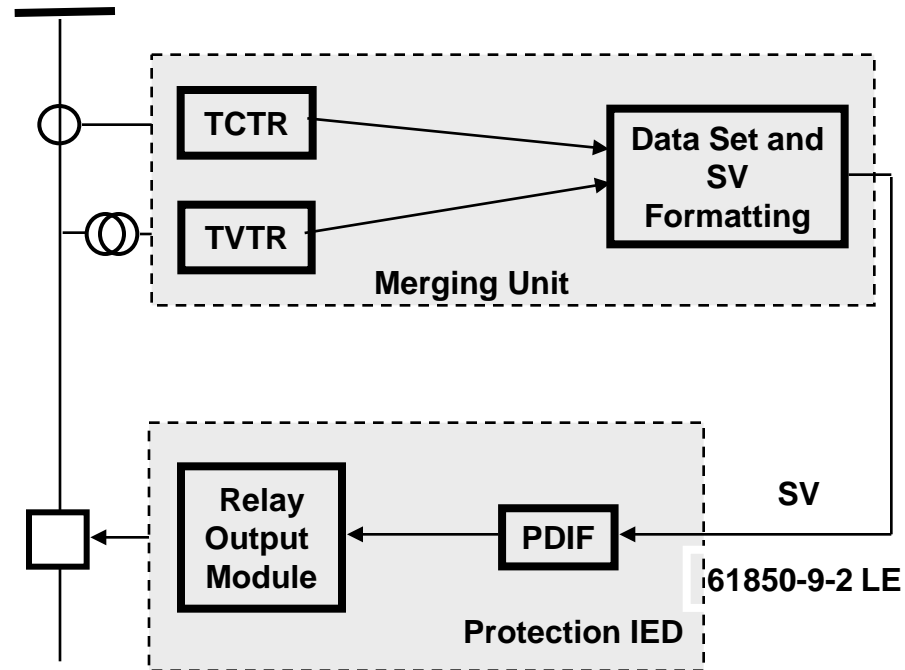 TCTR
TVTR
Data Set and
SV
Formatting
Merging Unit
Relay
Output
Module
PDIF
SV
61850-9-2 LE
Protection IED